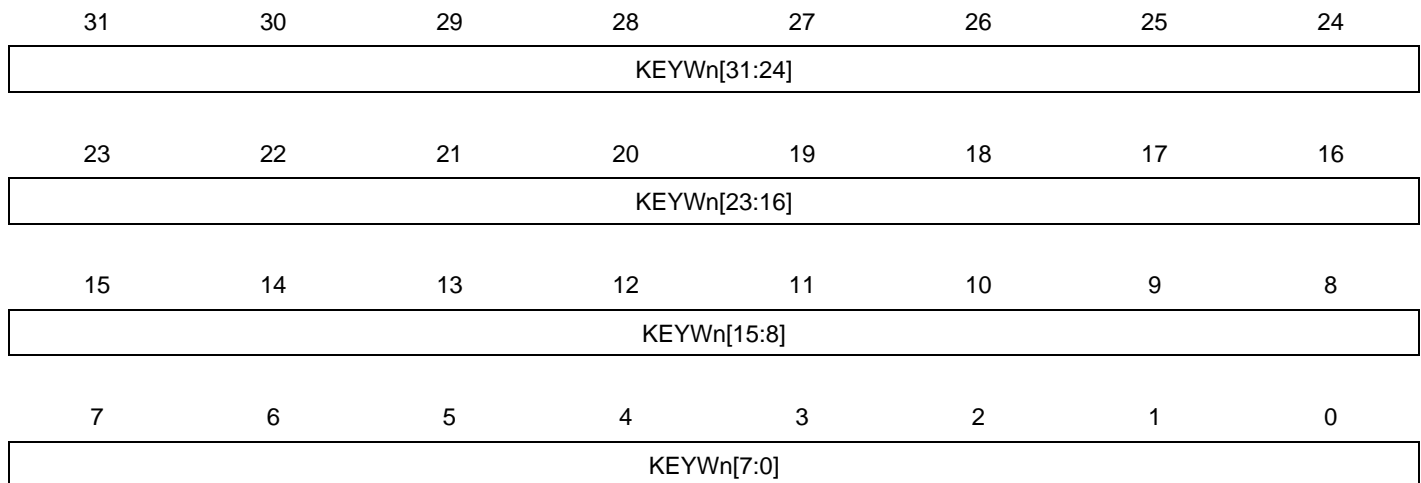 31 30 29 28 27 26 25 24
KEYWn[31:24]
23 22 21 20 19 18 17 16
KEYWn[23:16]
15 14 13 12 11 10 9 8
KEYWn[15:8]
7 6 5 4 3 2 1 0
KEYWn[7:0]